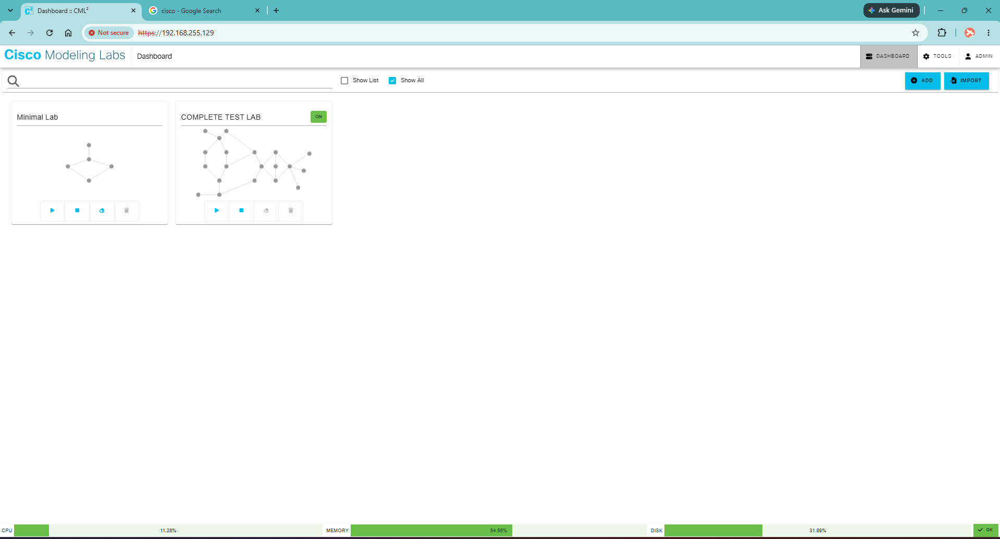 Dashboard :: CML²
cisco - Google Search
Ask Gemini
Not secure https://192.168.255.129
Cisco Modeling Labs Dashboard
DASHBOARD
TOOLS
ADMIN
Show List
Show All
ADD
IMPORT
Minimal Lab
COMPLETE TEST LAB
ON
CPU 11.28%
MEMORY 54.56%
DISK 31.89%
OK